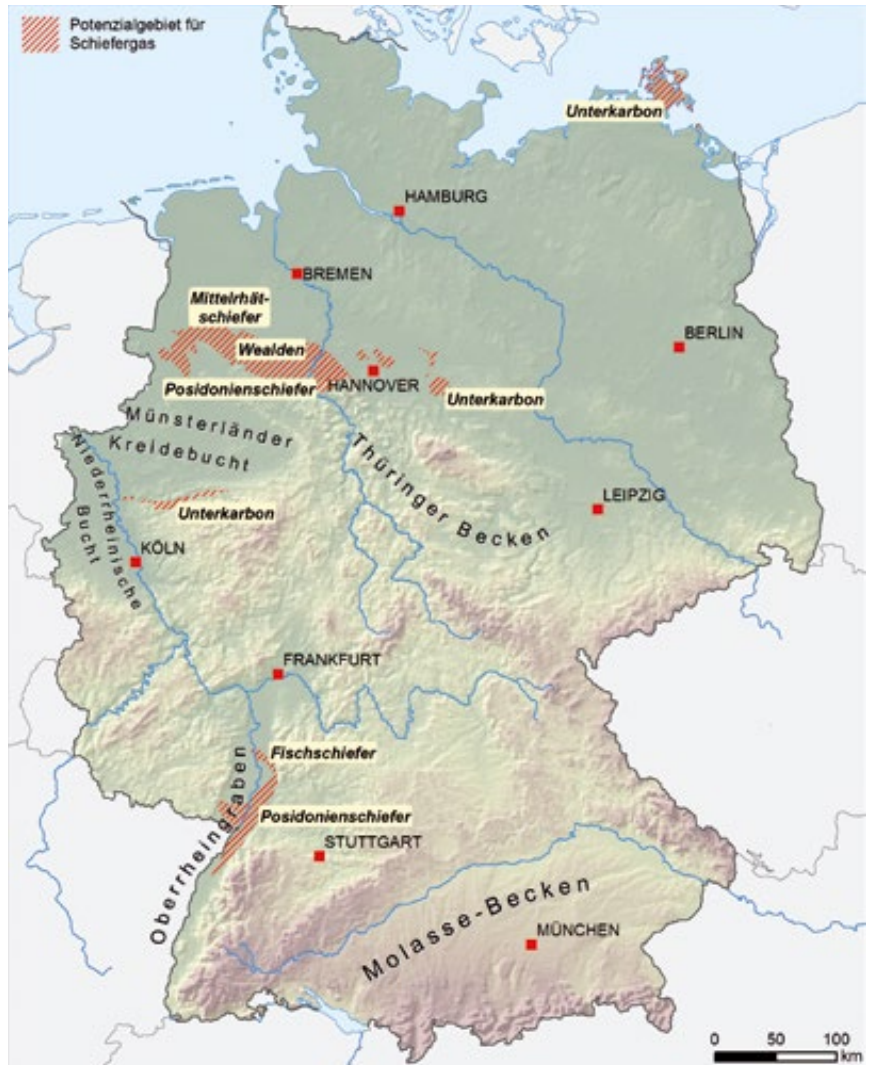 Potenzialgebiet für
Schiefergas
Unterkarbon
HAMBURG
BREMEN
Mittelrhät-
schiefer
BERLIN
Wealden
HANNOVER
Posidonienschiefer
Unterkarbon
Münsterländer
Kreidebucht
Thüringer Becken
Niederrheinische
Bucht
LEIPZIG
Unterkarbon
KÖLN
FRANKFURT
Fischschiefer
Oberrheingraben
Posidonienschiefer
STUTTGART
Molasse-Becken
MÜNCHEN
0 50 100
km